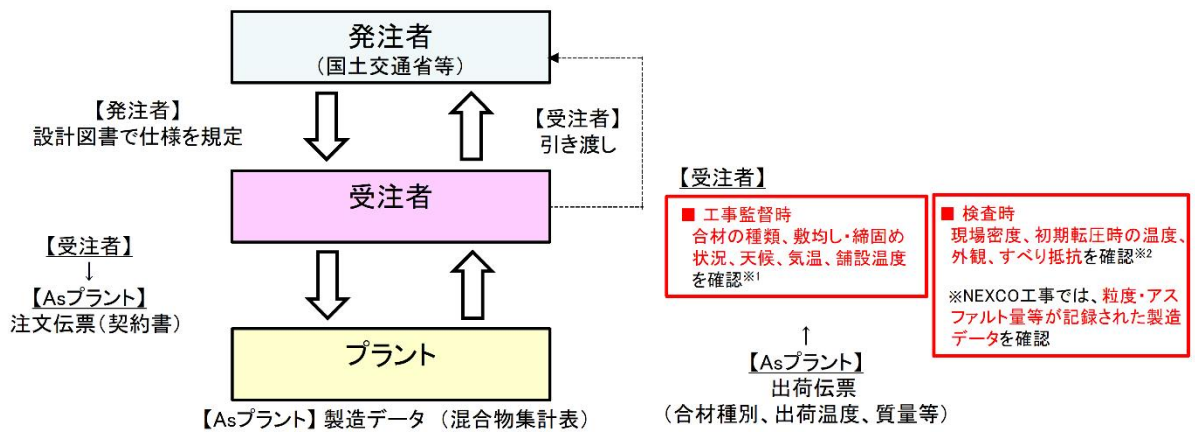 発注者
（国土交通省等）
【発注者】
設計図書で仕様を規定
【受注者】
引き渡し
受注者
【受注者】
↓
【Asプラント】
注文伝票（契約書）
プラント
【Asプラント】製造データ （混合物集計表）
【受注者】
■ 工事監督時
合材の種類、敷均し・締固め
状況、天候、気温、舗設温度
を確認※1
■ 検査時
現場密度、初期転圧時の温度、
外観、すべり抵抗を確認※2
※NEXCO工事では、粒度・アス
ファルト量等が記録された製造
データを確認
↑
【Asプラント】
出荷伝票
（合材種別、出荷温度、質量等）